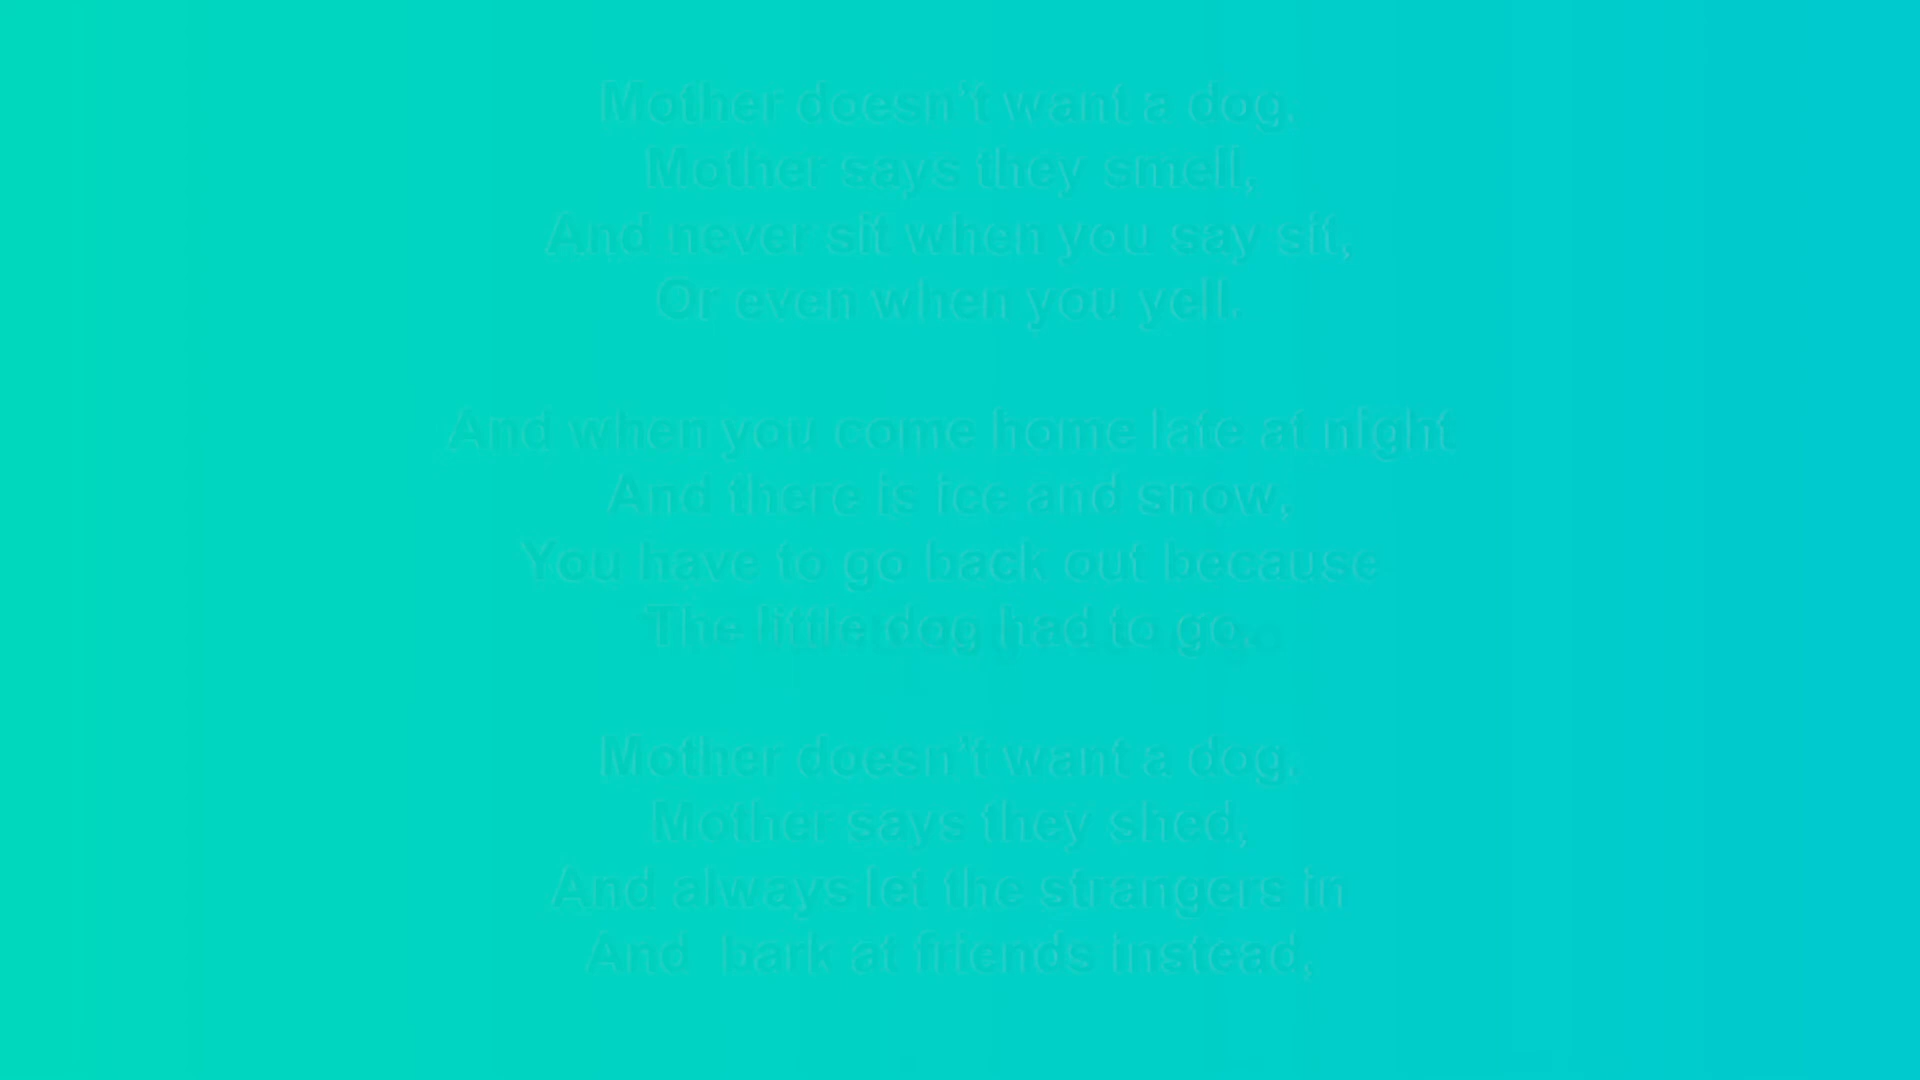 Mother doesn't want a dog.
Mother says they smell,
And never sit when you say sit,
Or even when you yell.
And when you come home late at night
And there is ice and snow,
You have to go back out because
The little dog had to go.
Mother doesn't want a dog.
Mother says they shed,
And always let the strangers in
And  bark at friends instead,